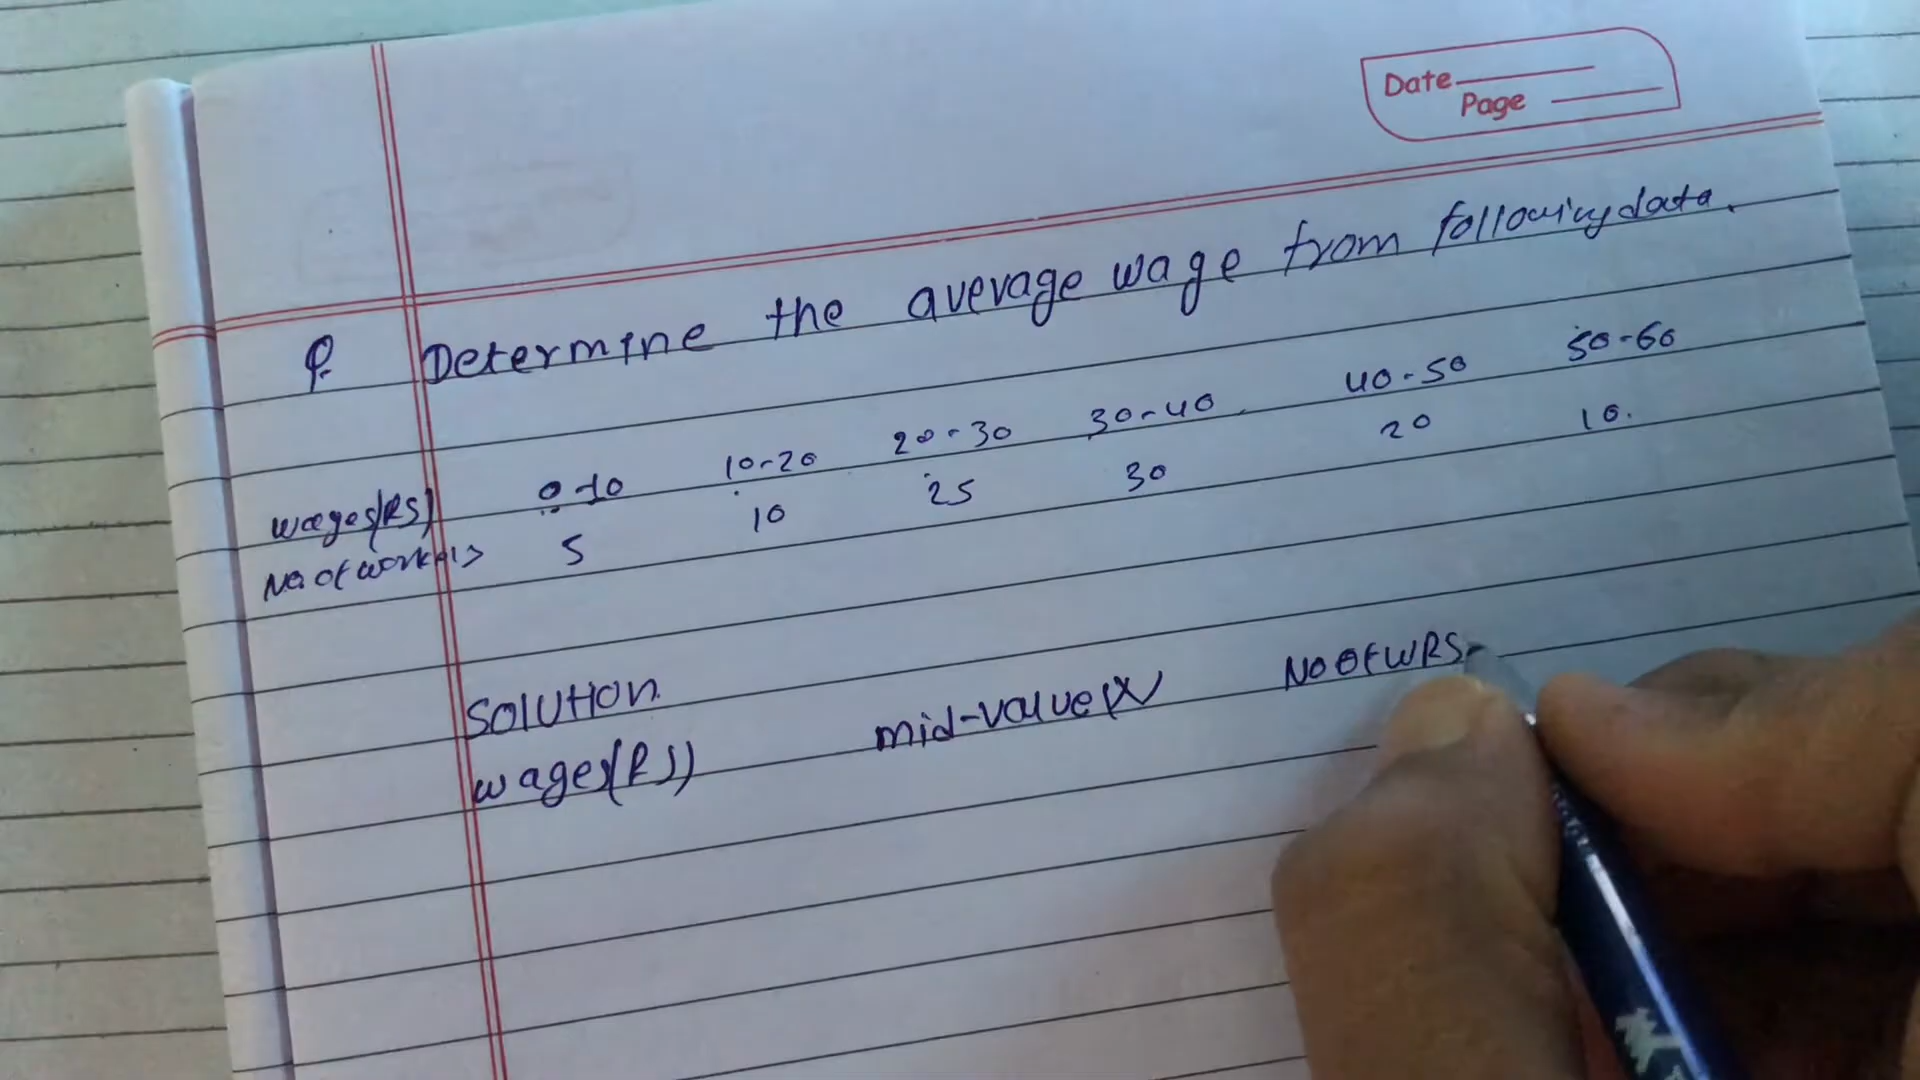 Date
Page
Q. Determine the average wage from following data.
wages(RS) 0-10 10-20 20-30 30-40 40-50 50-60
No. of workers 5 10 25 30 20 10.
Solution
wages(RS) mid-value(X) No of WRS